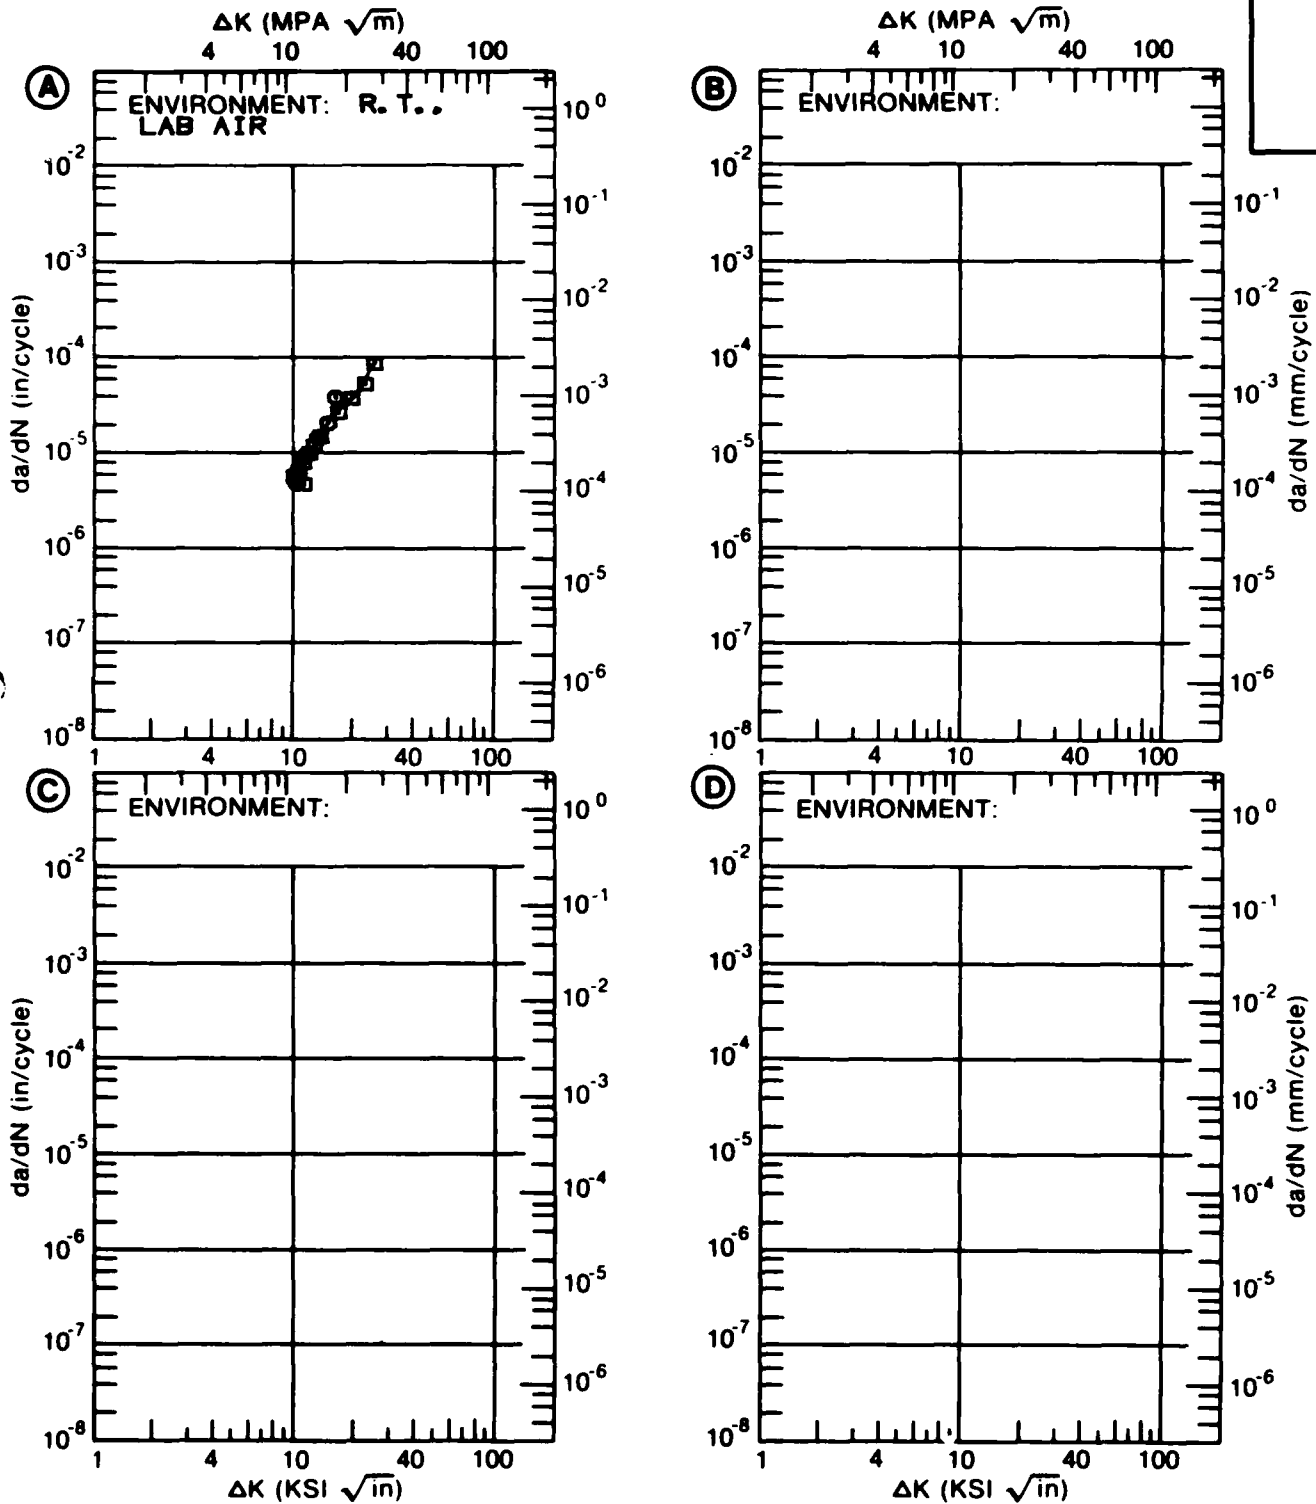 ΔK (MPA √m) ΔK (MPA √m)
4 10 40 100 4 10 40 100
A B
ENVIRONMENT: R.T., ENVIRONMENT:
LAB AIR
10^0
10^-2 10^-2
10^-1 10^-1
10^-3 10^-3
10^-2 10^-2
da/dN (in/cycle) da/dN (mm/cycle)
10^-4 10^-4
10^-3 10^-3
10^-5 10^-5
10^-4 10^-4
10^-6 10^-6
10^-5 10^-5
10^-7 10^-7
10^-6 10^-6
10^-8 10^-8
1 4 10 40 100 1 4 10 40 100
C D
ENVIRONMENT: ENVIRONMENT:
10^0 10^0
10^-2 10^-2
10^-1 10^-1
10^-3 10^-3
10^-2 10^-2
da/dN (in/cycle) da/dN (mm/cycle)
10^-4 10^-4
10^-3 10^-3
10^-5 10^-5
10^-4 10^-4
10^-6 10^-6
10^-5 10^-5
10^-7 10^-7
10^-6 10^-6
10^-8 10^-8
1 4 10 40 100 1 4 10 40 100
ΔK (KSI √in) ΔK (KSI √in)